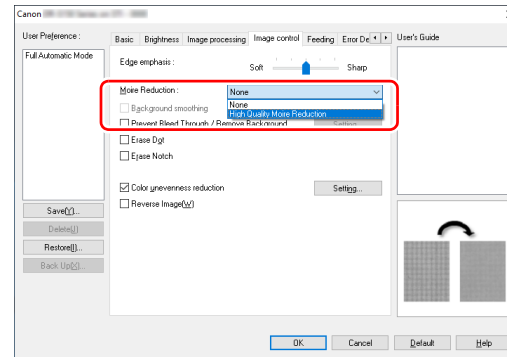 Canon
User Preference :
Full Automatic Mode
Save(Y)...
Delete(J)
Restore(I)...
Back Up(X)...
Basic Brightness Image processing Image control Feeding Error De
Edge emphasis :
Soft Sharp
Moire Reduction :
None
None
High Quality Moire Reduction
Background smoothing
Prevent Bleed Through / Remove Background
Setting...
Erase Dot
Erase Notch
Color unevenness reduction
Setting...
Reverse Image(W)
User's Guide
OK Cancel Default Help